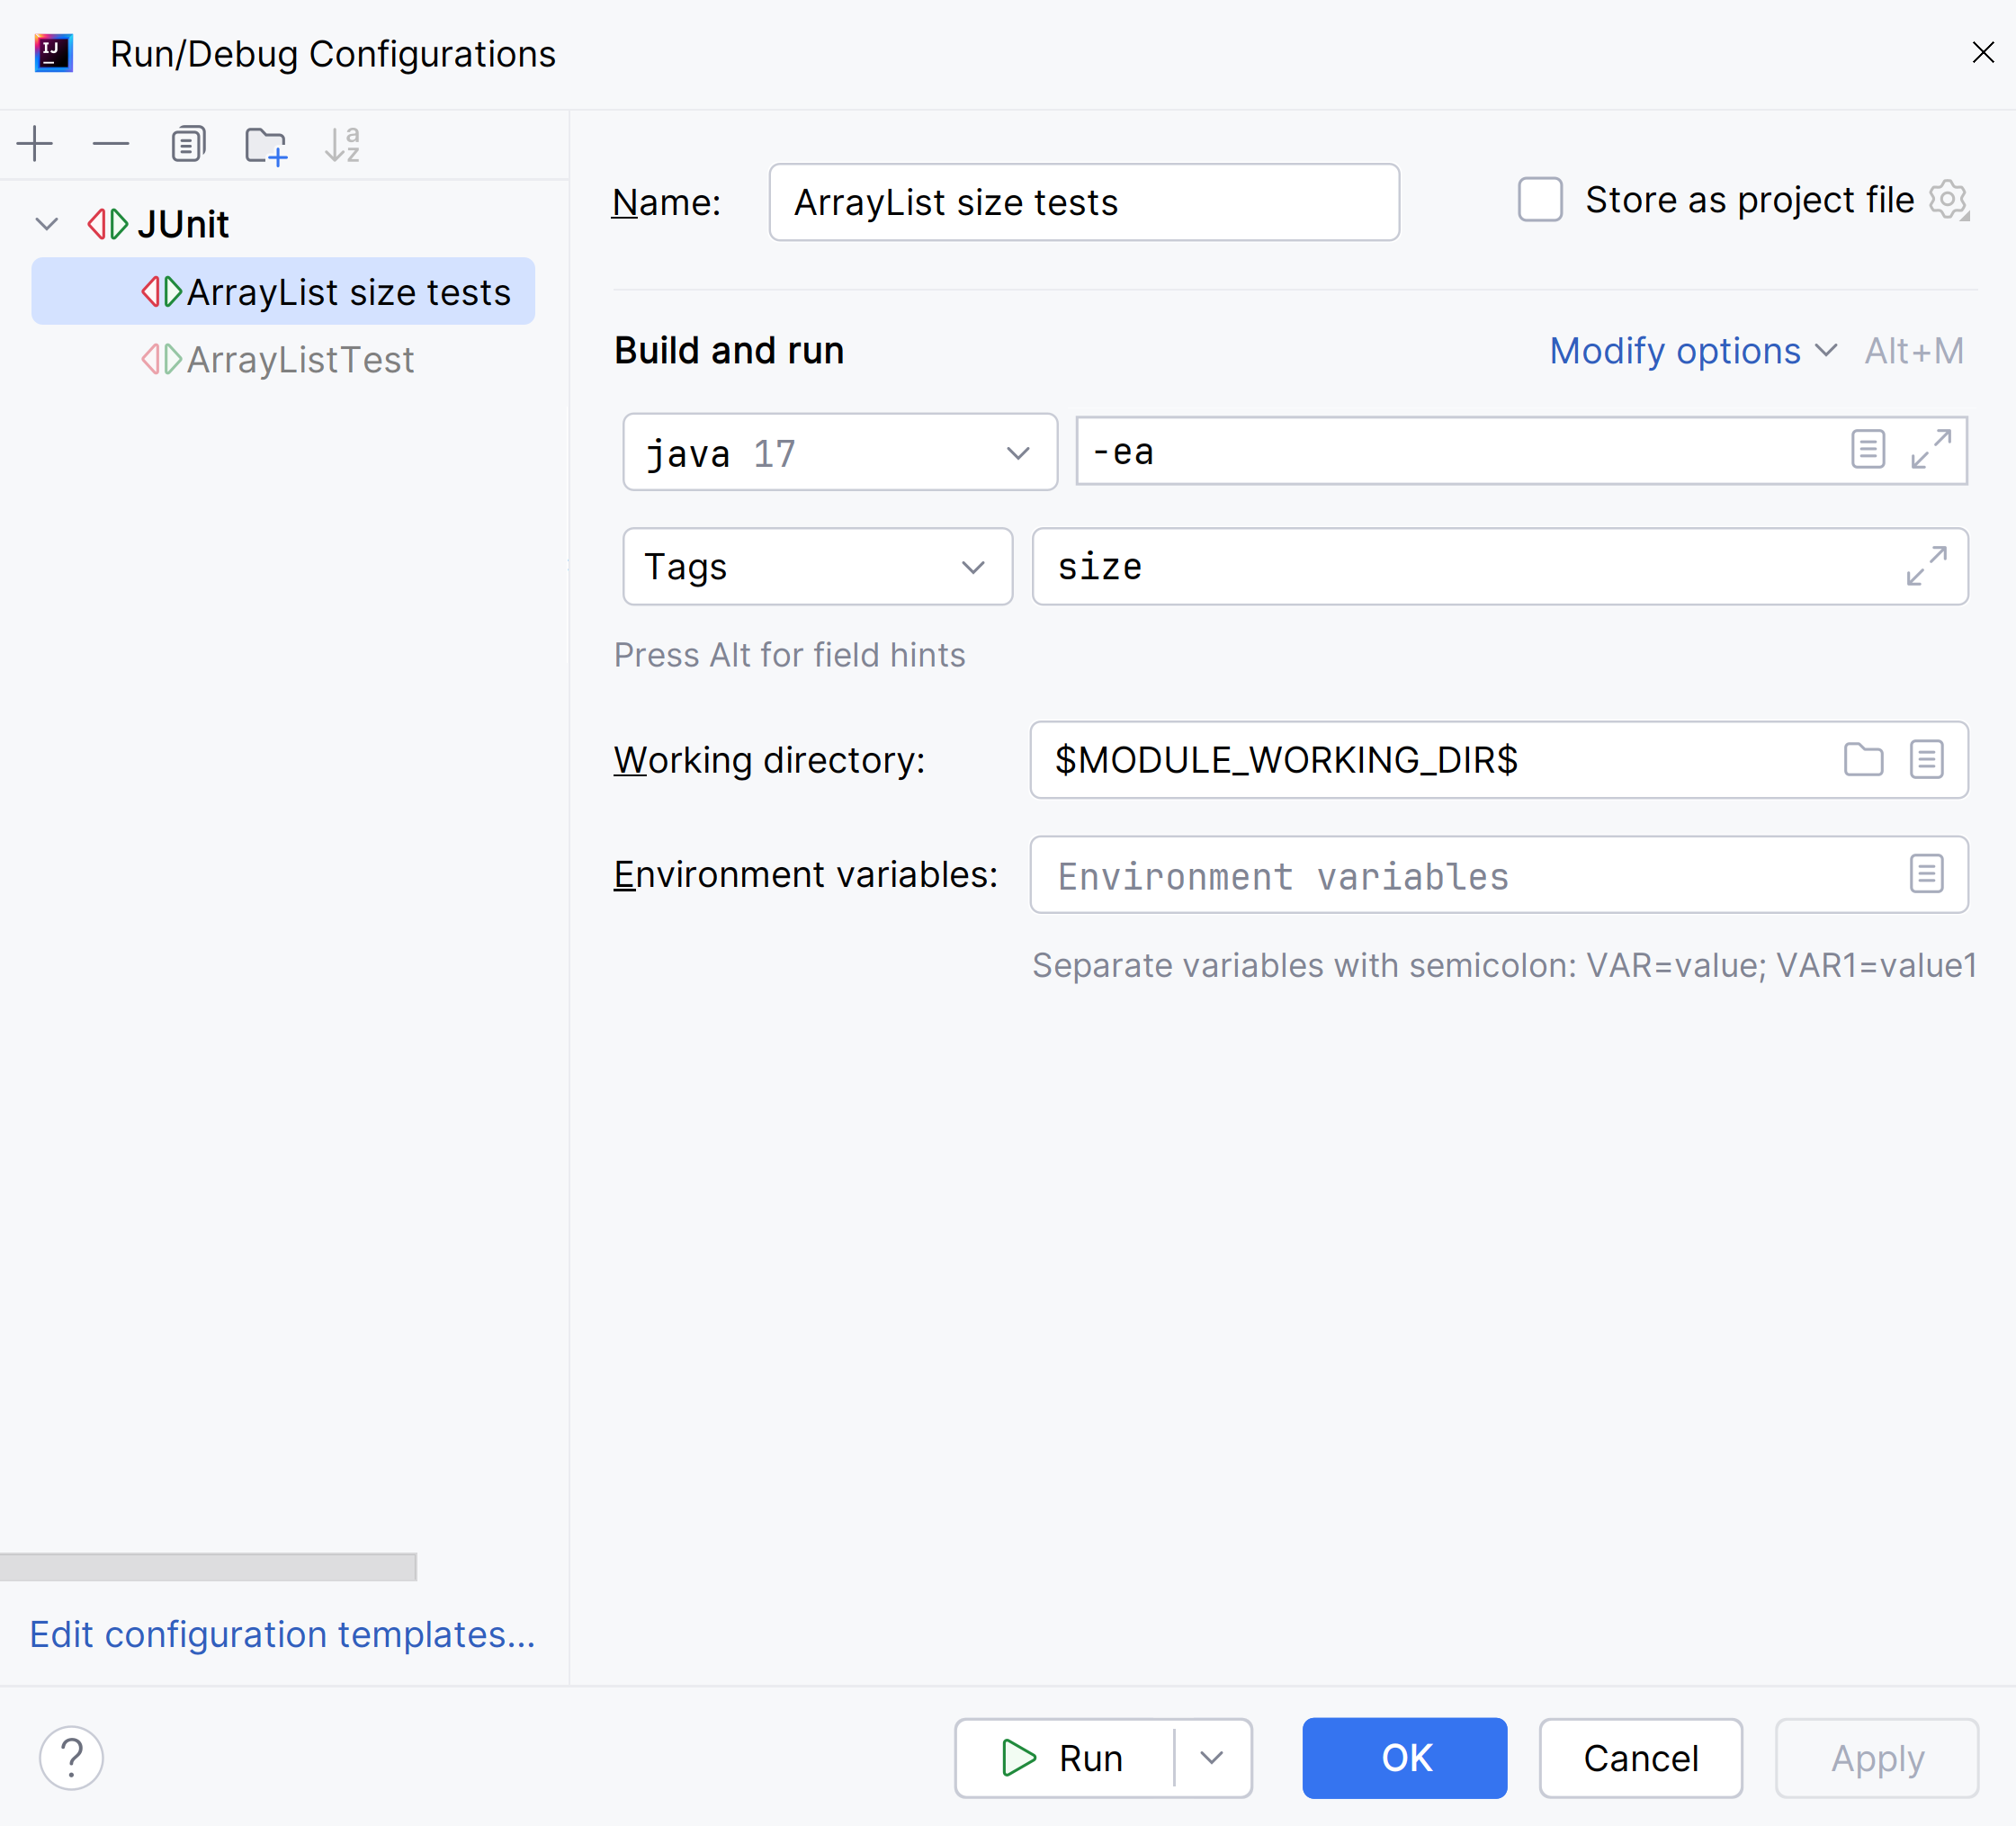 IJ
Run/Debug Configurations
a
z
JUnit
ArrayList size tests
ArrayListTest
Edit configuration templates...
Name: ArrayList size tests Store as project file
Build and run Modify options Alt+M
java 17 -ea
Tags size
Press Alt for field hints
Working directory: $MODULE_WORKING_DIR$
Environment variables: Environment variables
Separate variables with semicolon: VAR=value; VAR1=value1
? Run OK Cancel Apply